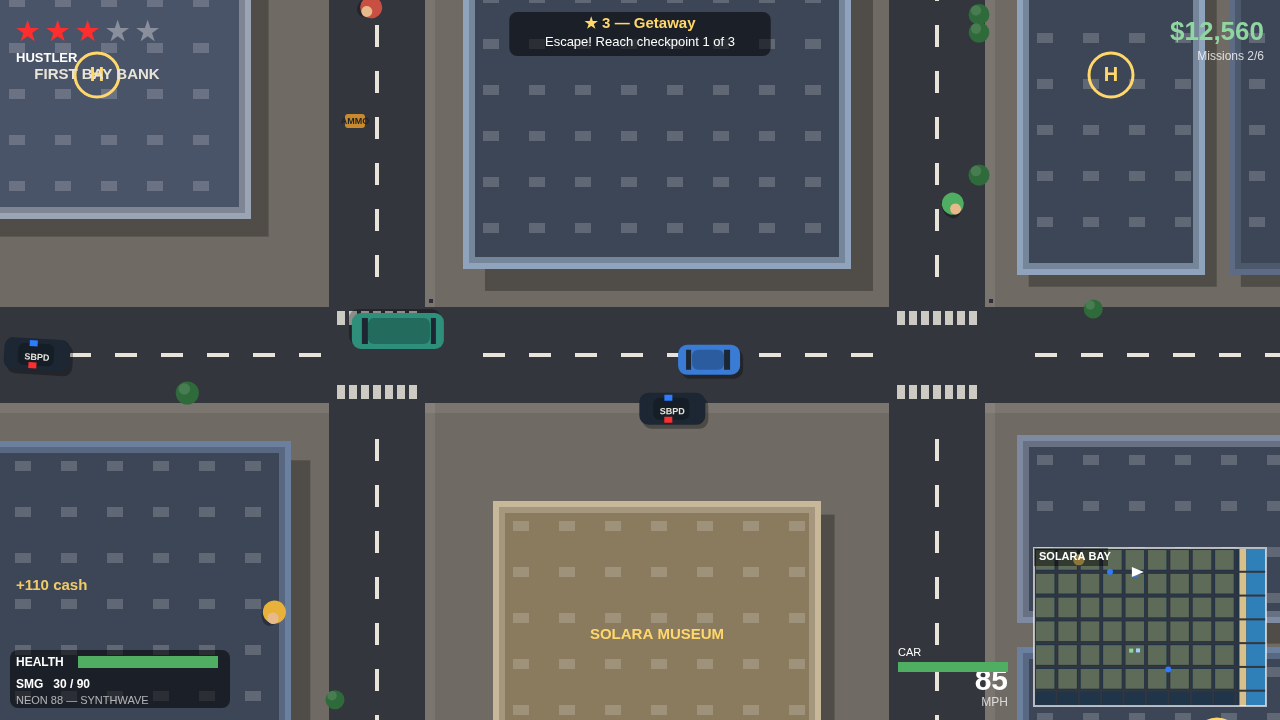 ★ 3 — Getaway
Escape! Reach checkpoint 1 of 3
$12,560
Missions 2/6
HUSTLER
FIRST BAY BANK
H
H
AMMO
SBPD
SBPD
SOLARA MUSEUM
SOLARA BAY
+110 cash
HEALTH
SMG 30 / 90
NEON 88 — SYNTHWAVE
CAR
85
MPH